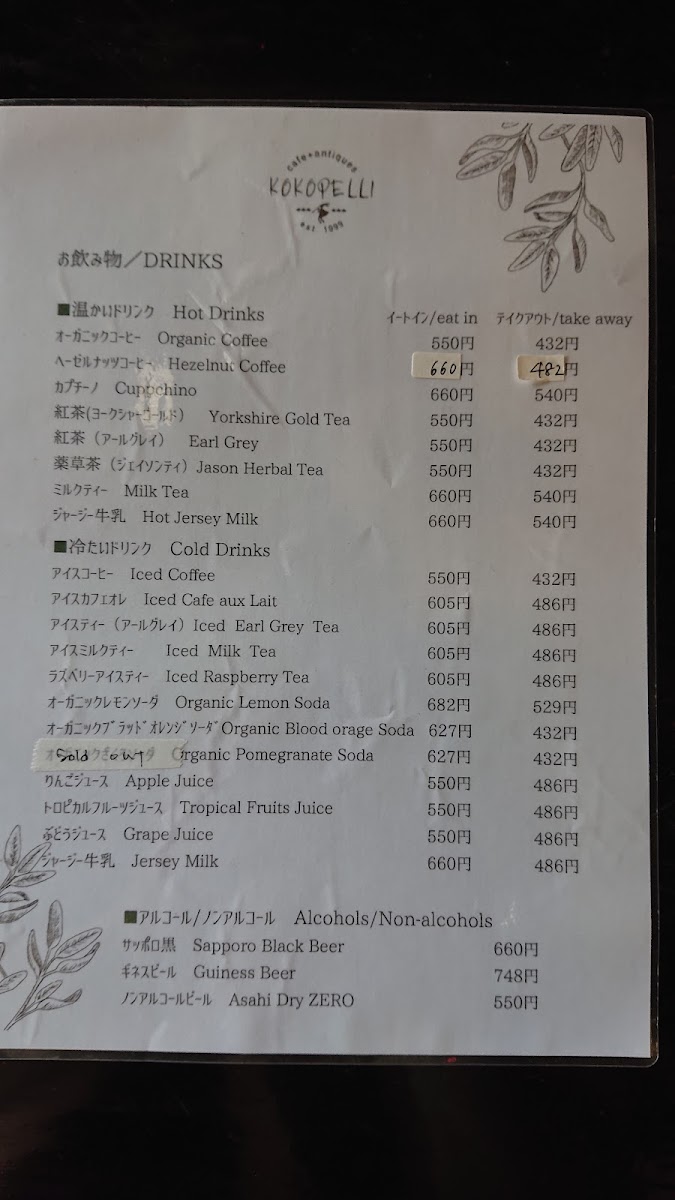 cafe+antiques
KOKOPELLI
est. 1999
お飲み物／DRINKS
■温かいドリンク Hot Drinks イートイン/eat in テイクアウト/take away
オーガニックコーヒー Organic Coffee 550円 432円
ヘーゼルナッツコーヒー Hezelnut Coffee 660円 482円
カプチーノ Cuppchino 660円 540円
紅茶(ヨークシャーゴールド) Yorkshire Gold Tea 550円 432円
紅茶（アールグレイ） Earl Grey 550円 432円
薬草茶（ジェイソンティ）Jason Herbal Tea 550円 432円
ミルクティー Milk Tea 660円 540円
ジャージー牛乳 Hot Jersey Milk 660円 540円
■冷たいドリンク Cold Drinks
アイスコーヒー Iced Coffee 550円 432円
アイスカフェオレ Iced Cafe aux Lait 605円 486円
アイスティー（アールグレイ）Iced Earl Grey Tea 605円 486円
アイスミルクティー Iced Milk Tea 605円 486円
ラズベリーアイスティー Iced Raspberry Tea 605円 486円
オーガニックレモンソーダ Organic Lemon Soda 682円 529円
オーガニックブラッドオレンジソーダOrganic Blood orage Soda 627円 432円
Sold out Organic Pomegranate Soda 627円 432円
りんごジュース Apple Juice 550円 486円
トロピカルフルーツジュース Tropical Fruits Juice 550円 486円
ぶどうジュース Grape Juice 550円 486円
ジャージー牛乳 Jersey Milk 660円 486円
■アルコール/ノンアルコール Alcohols/Non-alcohols
サッポロ黒 Sapporo Black Beer 660円
ギネスビール Guiness Beer 748円
ノンアルコールビール Asahi Dry ZERO 550円